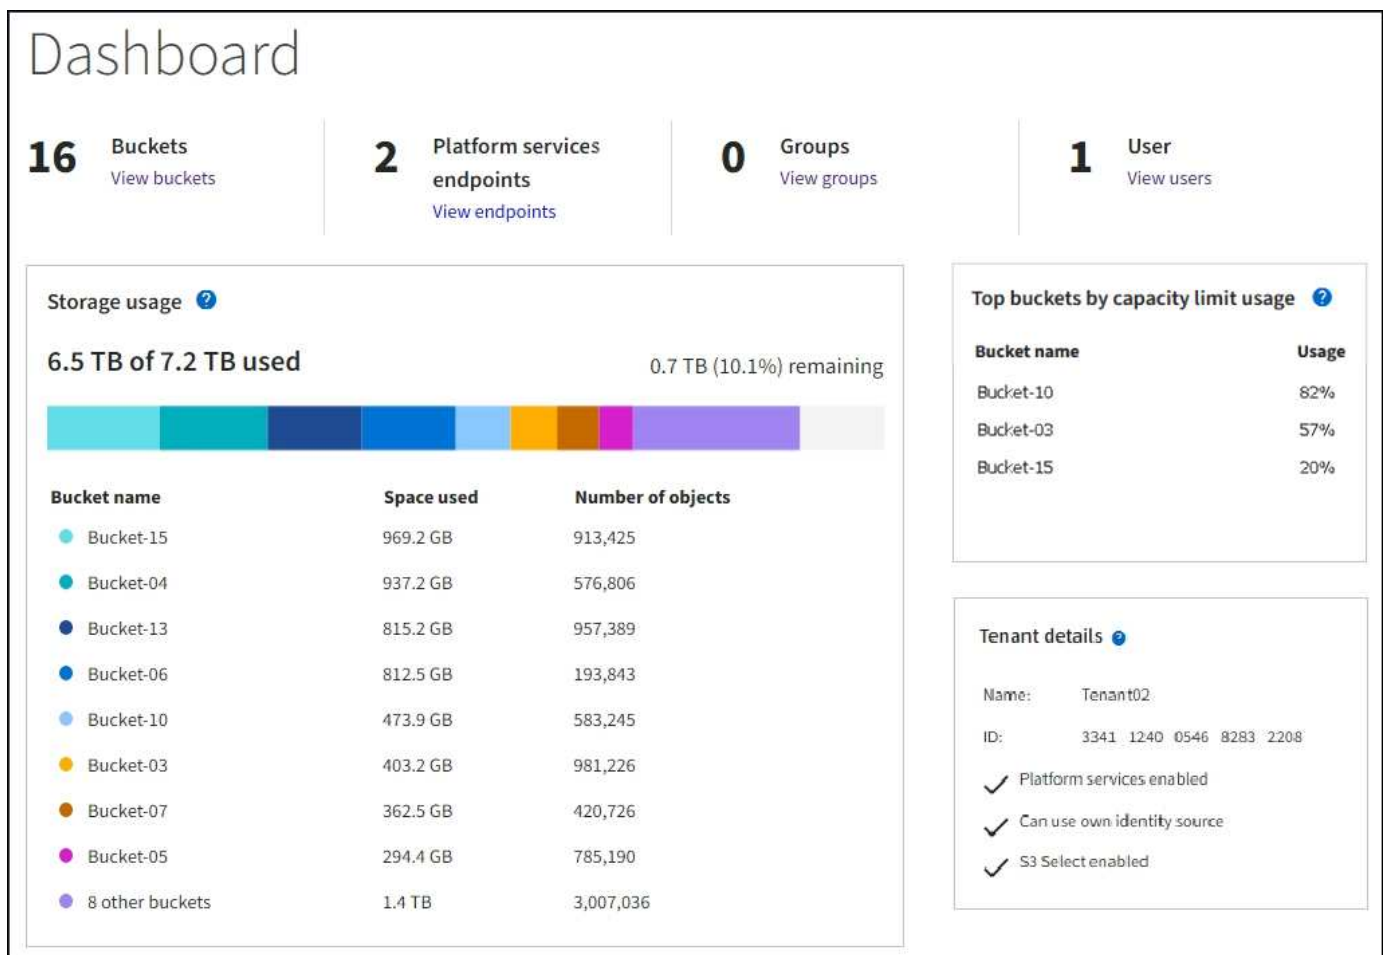 Dashboard
16 Buckets
View buckets
2 Platform services
endpoints
View endpoints
0 Groups
View groups
1 User
View users
Storage usage ?
6.5 TB of 7.2 TB used 0.7 TB (10.1%) remaining
Bucket name Space used Number of objects
Bucket-15 969.2 GB 913,425
Bucket-04 937.2 GB 576,806
Bucket-13 815.2 GB 957,389
Bucket-06 812.5 GB 193,843
Bucket-10 473.9 GB 583,245
Bucket-03 403.2 GB 981,226
Bucket-07 362.5 GB 420,726
Bucket-05 294.4 GB 785,190
8 other buckets 1.4 TB 3,007,036
Top buckets by capacity limit usage ?
Bucket name Usage
Bucket-10 82%
Bucket-03 57%
Bucket-15 20%
Tenant details ?
Name: Tenant02
ID: 3341 1240 0546 8283 2208
Platform services enabled
Can use own identity source
S3 Select enabled